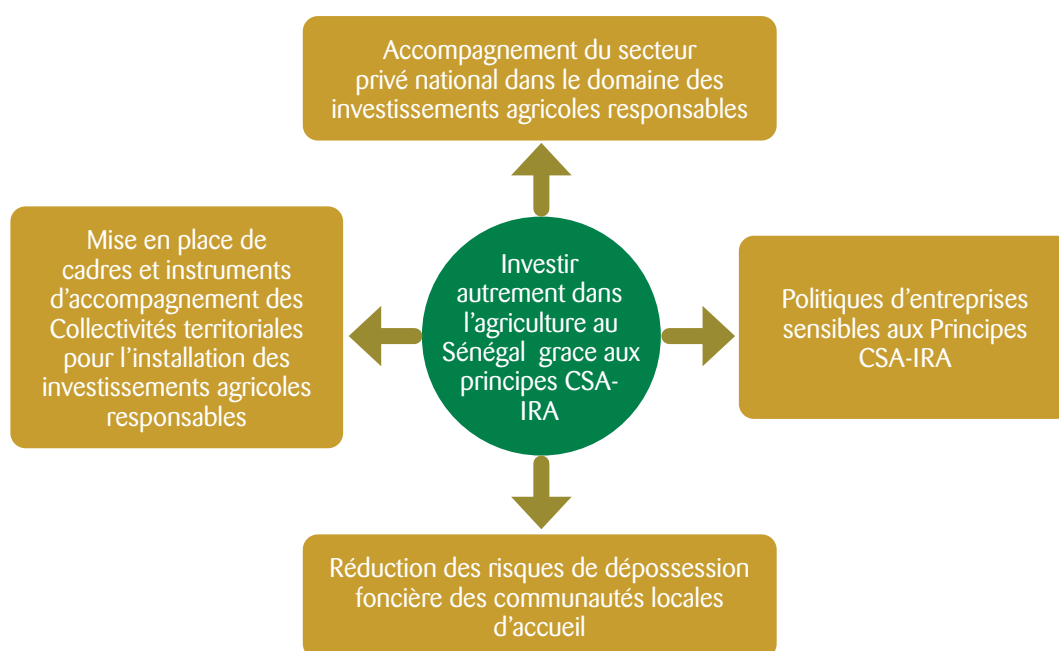 Accompagnement du secteur
privé national dans le domaine des
investissements agricoles responsables
Mise en place de
cadres et instruments
d’accompagnement des
Collectivités territoriales
pour l’installation des
investissements agricoles
responsables
Investir
autrement dans
l’agriculture au
Sénégal grace aux
principes CSA-
IRA
Politiques d’entreprises
sensibles aux Principes
CSA-IRA
Réduction des risques de dépossession
foncière des communautés locales
d’accueil